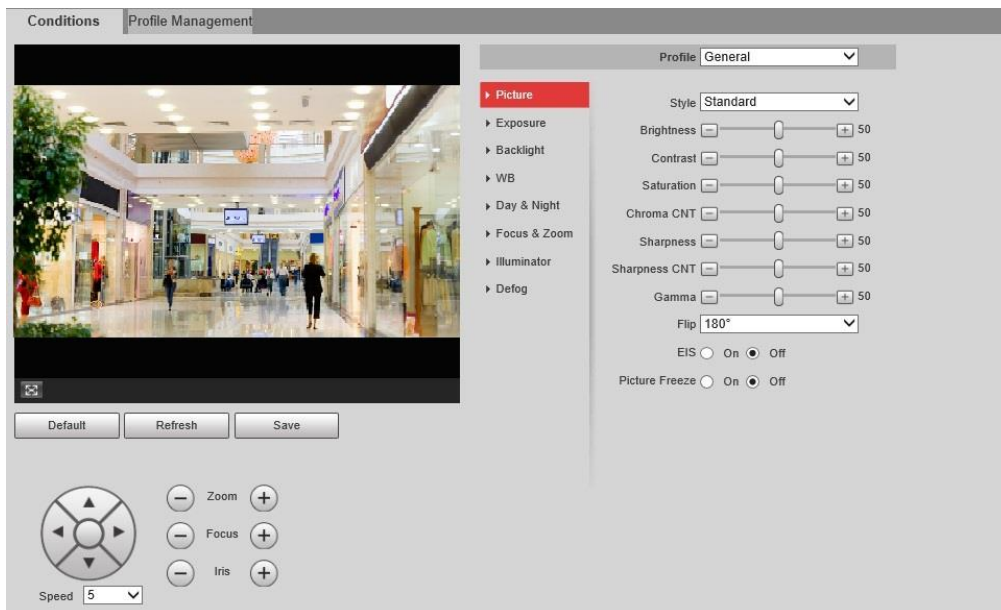 Conditions
Profile Management
Profile General
Picture
Exposure
Backlight
WB
Day & Night
Focus & Zoom
Illuminator
Defog
Style Standard
Brightness 50
Contrast 50
Saturation 50
Chroma CNT 50
Sharpness 50
Sharpness CNT 50
Gamma 50
Flip 180°
EIS On Off
Picture Freeze On Off
Default
Refresh
Save
Zoom
Focus
Iris
Speed 5